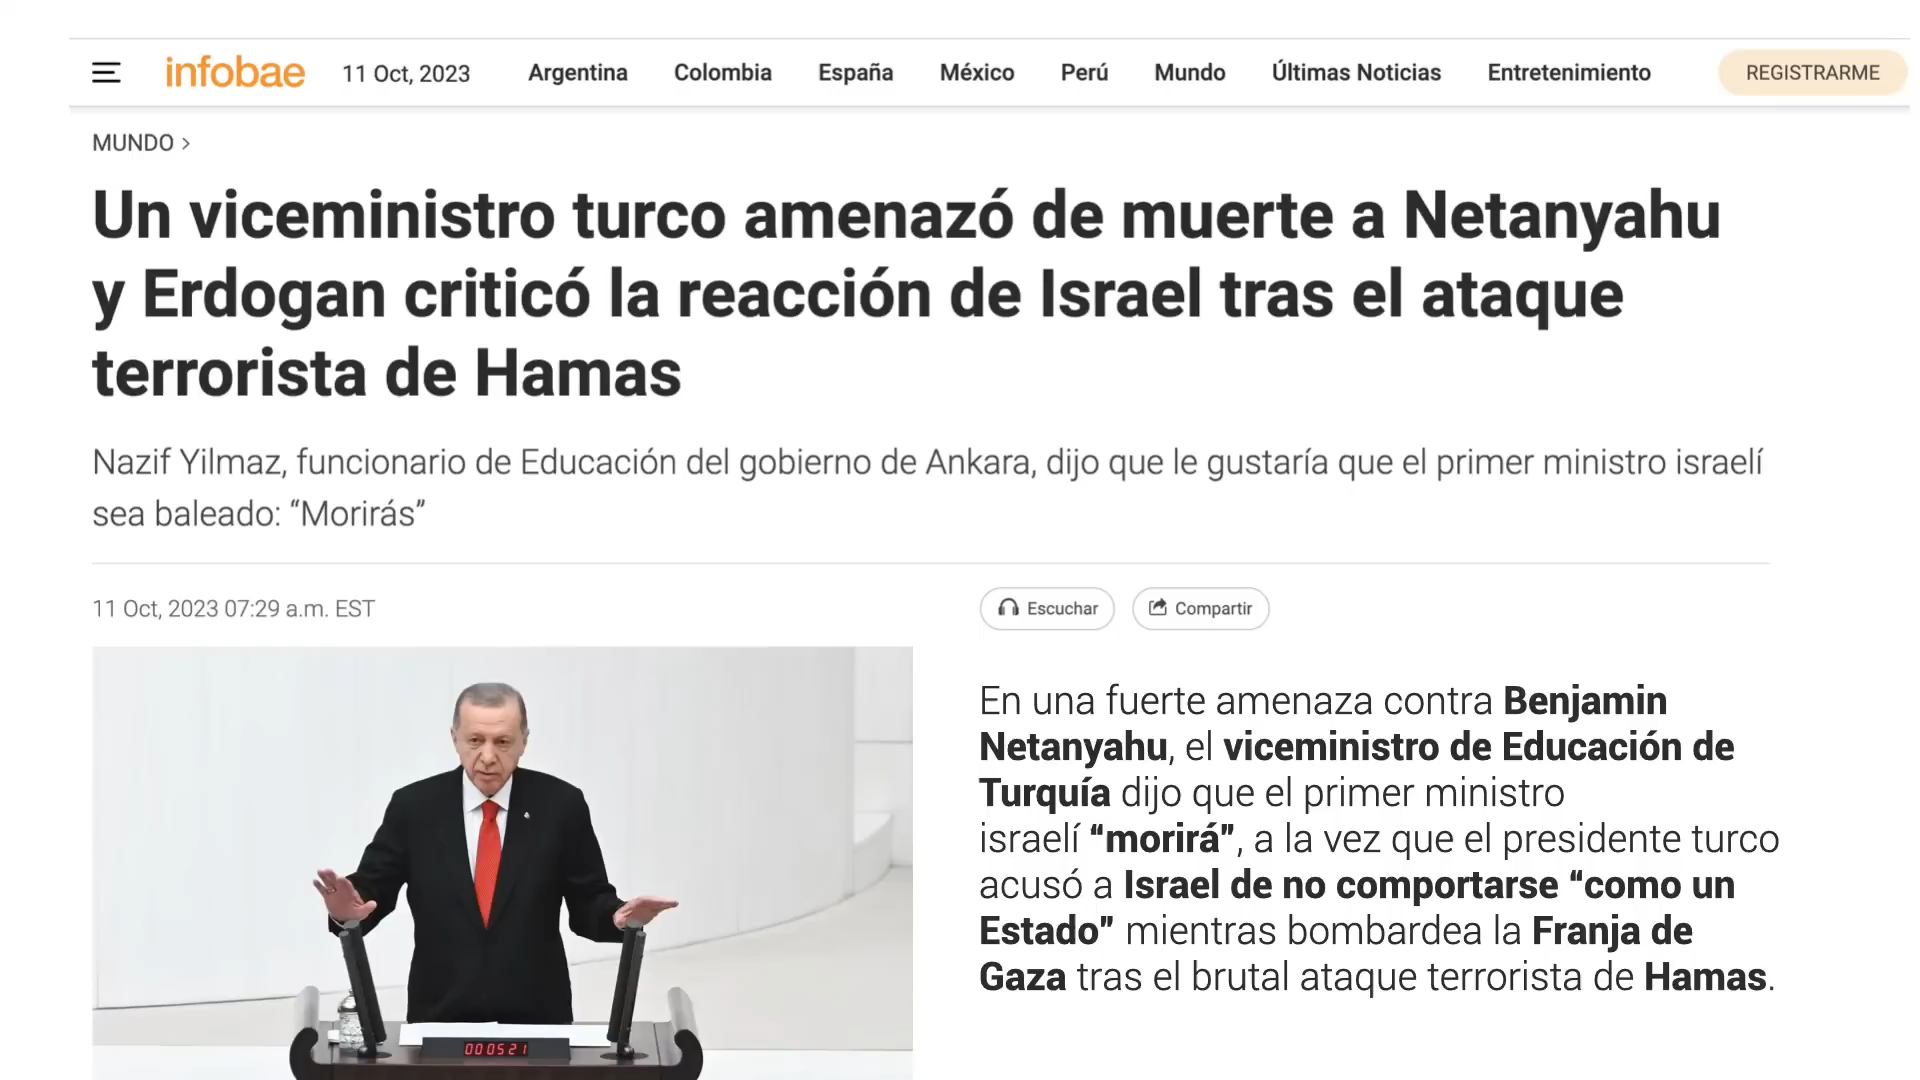 infobae 11 Oct, 2023 Argentina Colombia España México Perú Mundo Últimas Noticias Entretenimiento REGISTRARME
MUNDO >
Un viceministro turco amenazó de muerte a Netanyahu
y Erdogan criticó la reacción de Israel tras el ataque
terrorista de Hamas
Nazif Yilmaz, funcionario de Educación del gobierno de Ankara, dijo que le gustaría que el primer ministro israelí
sea baleado: “Morirás”
11 Oct, 2023 07:29 a.m. EST
Escuchar Compartir
000521
En una fuerte amenaza contra Benjamin
Netanyahu, el viceministro de Educación de
Turquía dijo que el primer ministro
israelí “morirá”, a la vez que el presidente turco
acusó a Israel de no comportarse “como un
Estado” mientras bombardea la Franja de
Gaza tras el brutal ataque terrorista de Hamas.